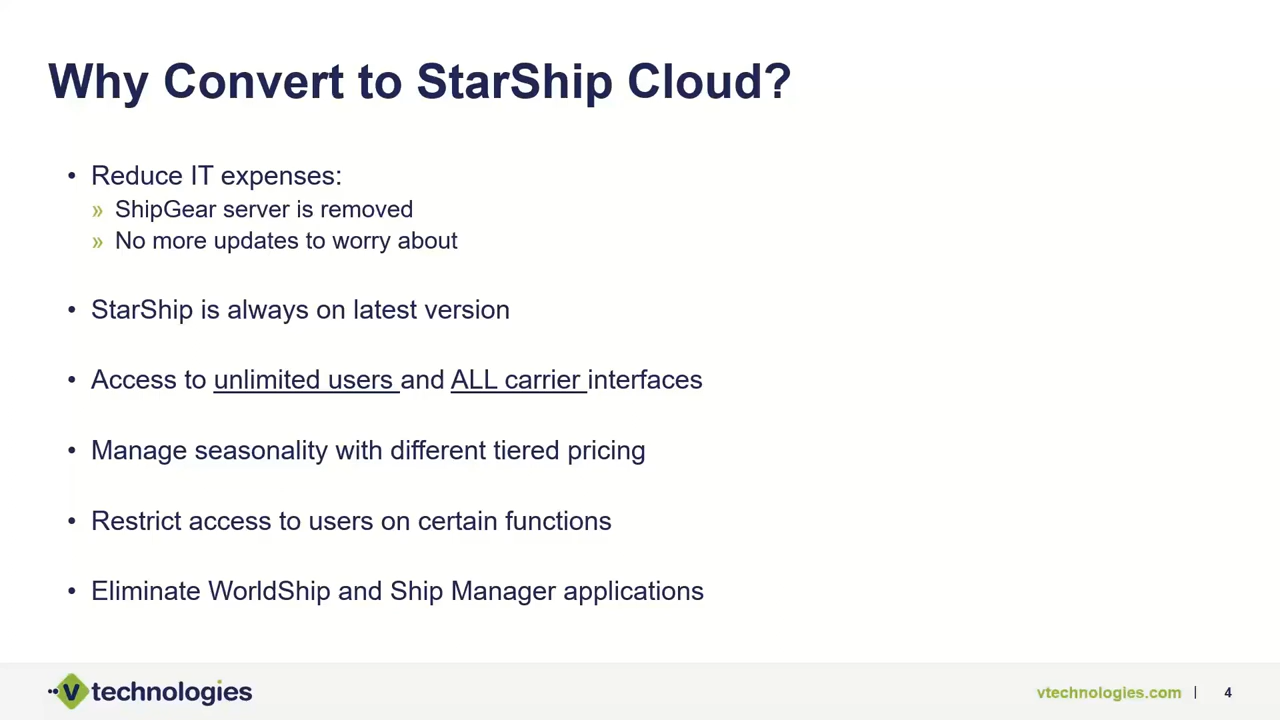 Why Convert to StarShip Cloud?
• Reduce IT expenses:
» ShipGear server is removed
» No more updates to worry about
• StarShip is always on latest version
• Access to unlimited users and ALL carrier interfaces
• Manage seasonality with different tiered pricing
• Restrict access to users on certain functions
• Eliminate WorldShip and Ship Manager applications
v technologies
vtechnologies.com | 4